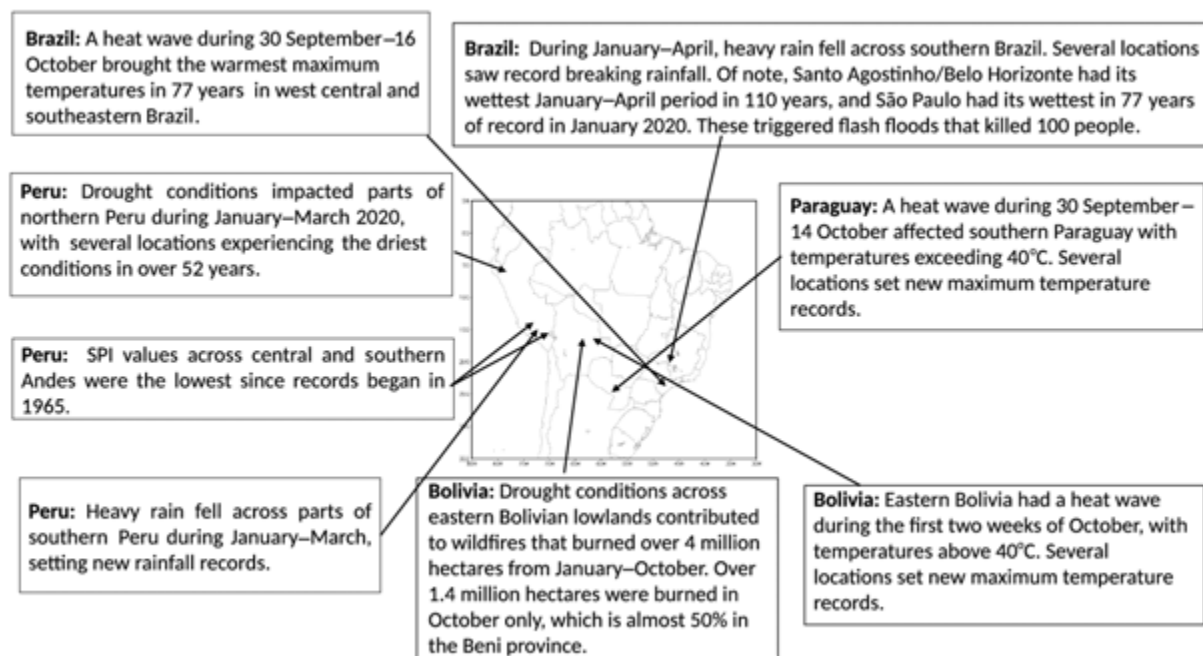 Brazil: A heat wave during 30 September–16
October brought the warmest maximum
temperatures in 77 years in west central and
southeastern Brazil.
Brazil: During January–April, heavy rain fell across southern Brazil. Several locations
saw record breaking rainfall. Of note, Santo Agostinho/Belo Horizonte had its
wettest January–April period in 110 years, and São Paulo had its wettest in 77 years
of record in January 2020. These triggered flash floods that killed 100 people.
Peru: Drought conditions impacted parts of
northern Peru during January–March 2020,
with several locations experiencing the driest
conditions in over 52 years.
Paraguay: A heat wave during 30 September–
14 October affected southern Paraguay with
temperatures exceeding 40°C. Several
locations set new maximum temperature
records.
Peru: SPI values across central and southern
Andes were the lowest since records began in
1965.
Peru: Heavy rain fell across parts of
southern Peru during January–March,
setting new rainfall records.
Bolivia: Drought conditions across
eastern Bolivian lowlands contributed
to wildfires that burned over 4 million
hectares from January–October. Over
1.4 million hectares were burned in
October only, which is almost 50% in
the Beni province.
Bolivia: Eastern Bolivia had a heat wave
during the first two weeks of October, with
temperatures above 40°C. Several
locations set new maximum temperature
records.